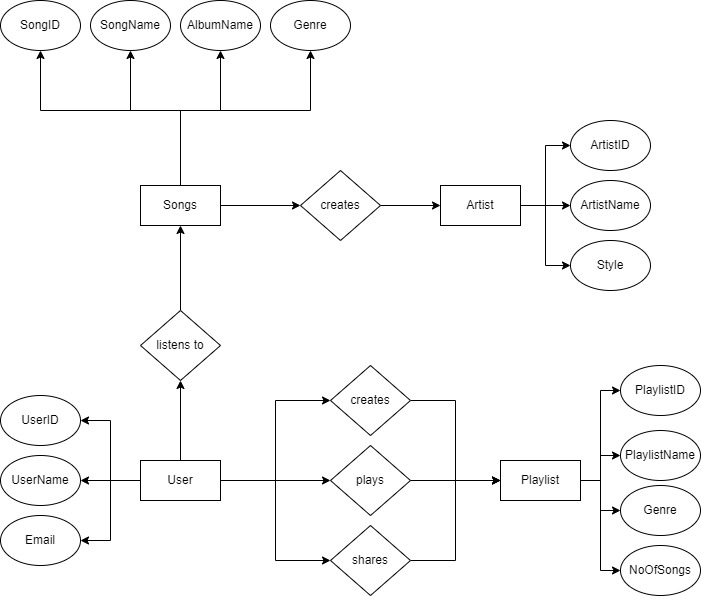 SongID
SongName
AlbumName
Genre
ArtistID
Songs
creates
Artist
ArtistName
Style
listens to
PlaylistID
creates
UserID
PlaylistName
User
plays
Playlist
UserName
Genre
Email
shares
NoOfSongs